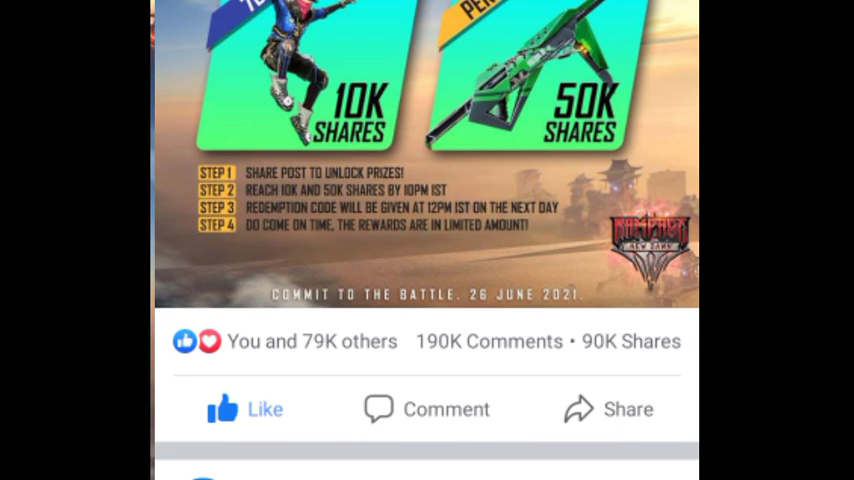 10K
SHARES
50K
SHARES
STEP 1 SHARE POST TO UNLOCK PRIZES!
STEP 2 REACH 10K AND 50K SHARES BY 10PM IST
STEP 3 REDEMPTION CODE WILL BE GIVEN AT 12PM IST ON THE NEXT DAY
STEP 4 DO COME ON TIME, THE REWARDS ARE IN LIMITED AMOUNT!
RAMPAGE
NEW DAWN
COMMIT TO THE BATTLE. 26 JUNE 2021.
You and 79K others 190K Comments • 90K Shares
Like Comment Share